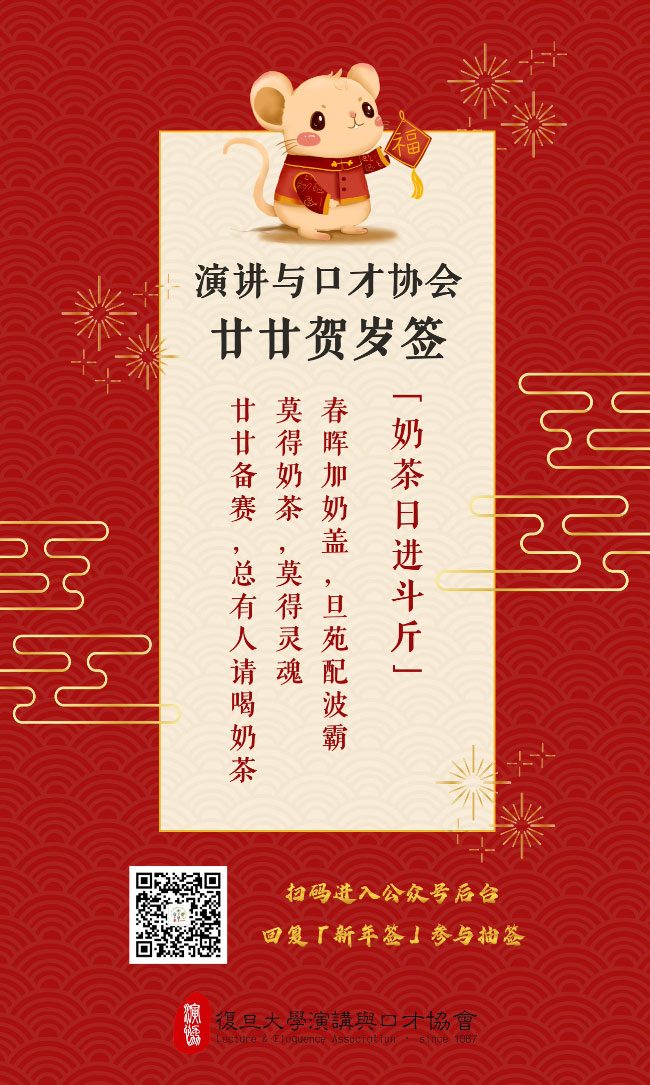 福
演讲与口才协会
廿廿贺岁签
「奶茶日进斗斤」
春晖加奶盖，旦苑配波霸
莫得奶茶，莫得灵魂
廿廿备赛，总有人请喝奶茶
扫码进入公众号后台
回复「新年签」参与抽签
演协
復旦大學演講與口才協會
Lecture & Eloquence Association · since 1987